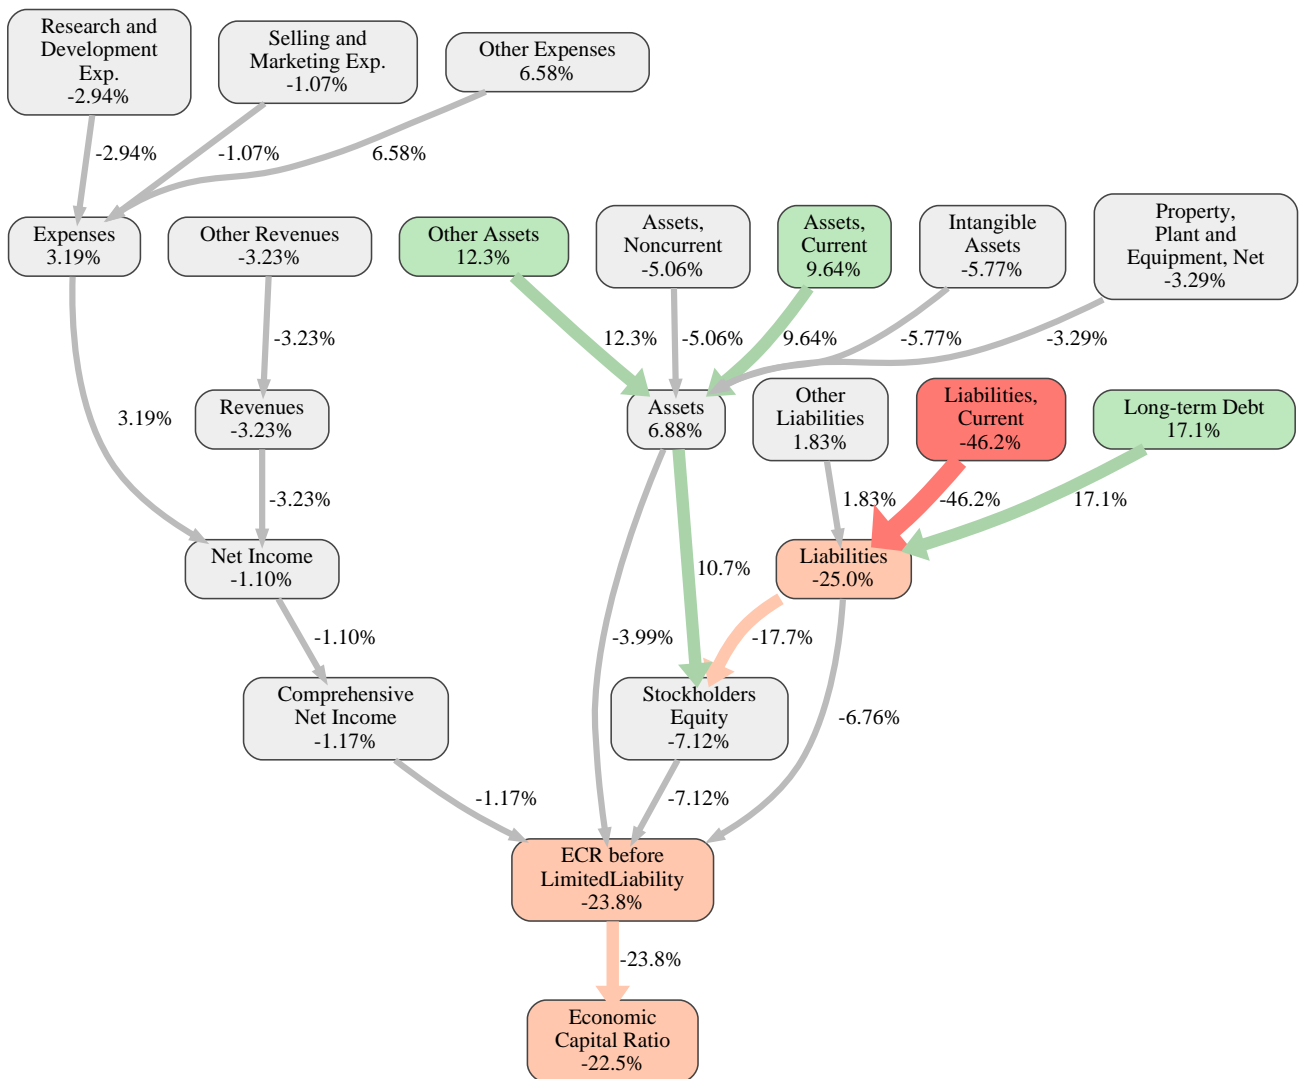 Research and
Development
Exp.
-2.94%
Selling and
Marketing Exp.
-1.07%
Other Expenses
6.58%
-2.94%
-1.07%
6.58%
Expenses
3.19%
Other Revenues
-3.23%
Other Assets
12.3%
Assets,
Noncurrent
-5.06%
Assets,
Current
9.64%
Intangible
Assets
-5.77%
Property,
Plant and
Equipment, Net
-3.29%
-3.23%
12.3%
-5.06%
9.64%
-5.77%
-3.29%
3.19%
Revenues
-3.23%
Assets
6.88%
Other
Liabilities
1.83%
Liabilities,
Current
-46.2%
Long-term Debt
17.1%
-3.23%
1.83%
-46.2%
17.1%
Net Income
-1.10%
10.7%
Liabilities
-25.0%
-1.10%
-3.99%
-17.7%
Comprehensive
Net Income
-1.17%
Stockholders
Equity
-7.12%
-6.76%
-1.17%
-7.12%
ECR before
LimitedLiability
-23.8%
-23.8%
Economic
Capital Ratio
-22.5%